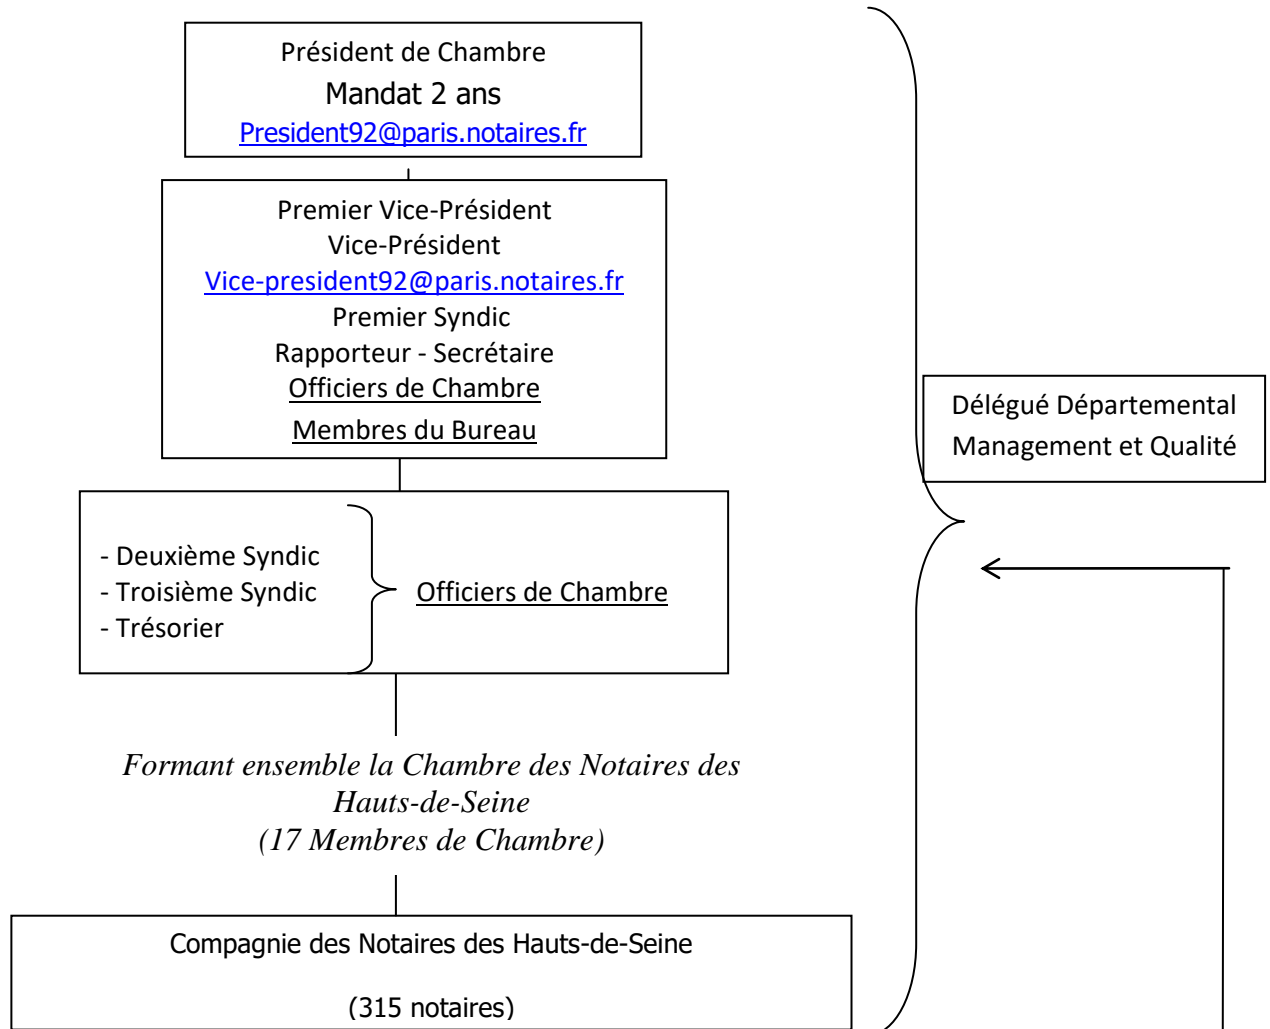 Président de Chambre
Mandat 2 ans
President92@paris.notaires.fr
Premier Vice-Président
Vice-Président
Vice-president92@paris.notaires.fr
Premier Syndic
Rapporteur - Secrétaire
Officiers de Chambre
Membres du Bureau
Délégué Départemental
Management et Qualité
- Deuxième Syndic
- Troisième Syndic
- Trésorier
Officiers de Chambre
Formant ensemble la Chambre des Notaires des
Hauts-de-Seine
(17 Membres de Chambre)
Compagnie des Notaires des Hauts-de-Seine
(315 notaires)